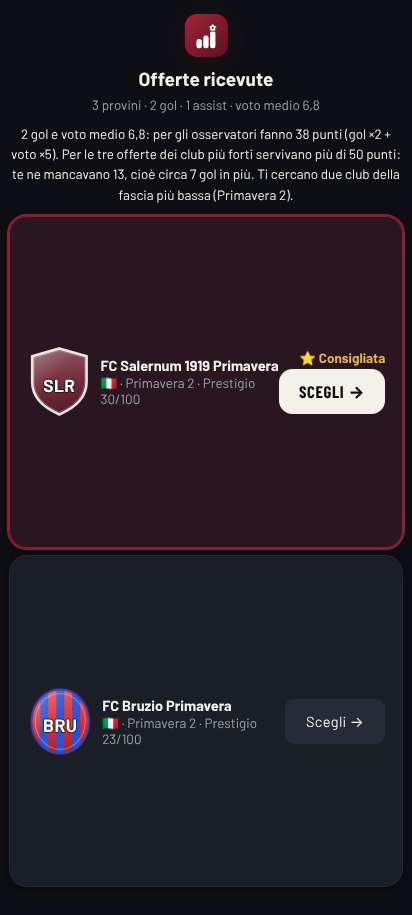 Offerte ricevute
3 provini · 2 gol · 1 assist · voto medio 6,8
2 gol e voto medio 6,8: per gli osservatori fanno 38 punti (gol ×2 +
voto ×5). Per le tre offerte dei club più forti servivano più di 50 punti:
te ne mancavano 13, cioè circa 7 gol in più. Ti cercano due club della
fascia più bassa (Primavera 2).
⭐ Consigliata
SLR
FC Salernum 1919 Primavera
🇮🇹 · Primavera 2 · Prestigio
30/100
SCEGLI →
BRU
FC Bruzio Primavera
🇮🇹 · Primavera 2 · Prestigio
23/100
Scegli →